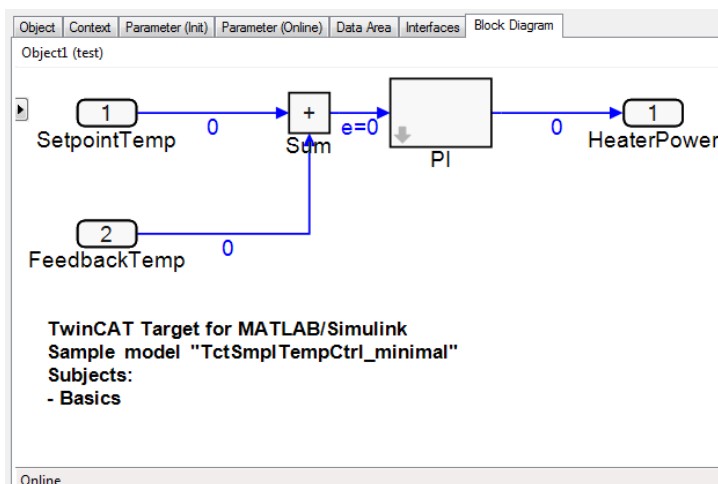 Object Context Parameter (Init) Parameter (Online) Data Area Interfaces Block Diagram
Object1 (test)
1 + 1
SetpointTemp 0 Sum e=0 PI 0 HeaterPower
2
FeedbackTemp 0
TwinCAT Target for MATLAB/Simulink
Sample model "TctSmplTempCtrl_minimal"
Subjects:
- Basics
Online